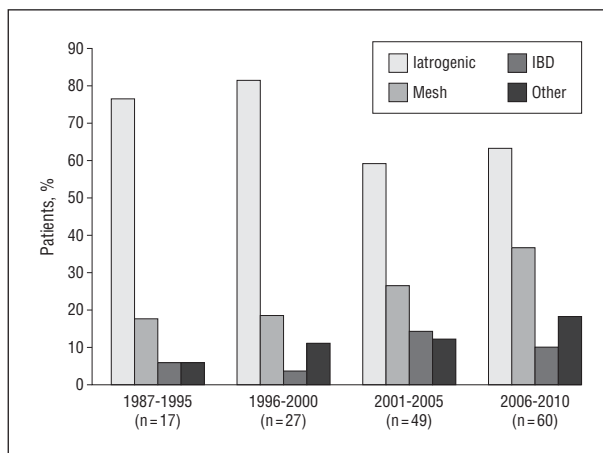 90
80
70
60
50
40
30
20
10
0
Patients, %
Iatrogenic
IBD
Mesh
Other
1987-1995
(n=17)
1996-2000
(n=27)
2001-2005
(n=49)
2006-2010
(n=60)